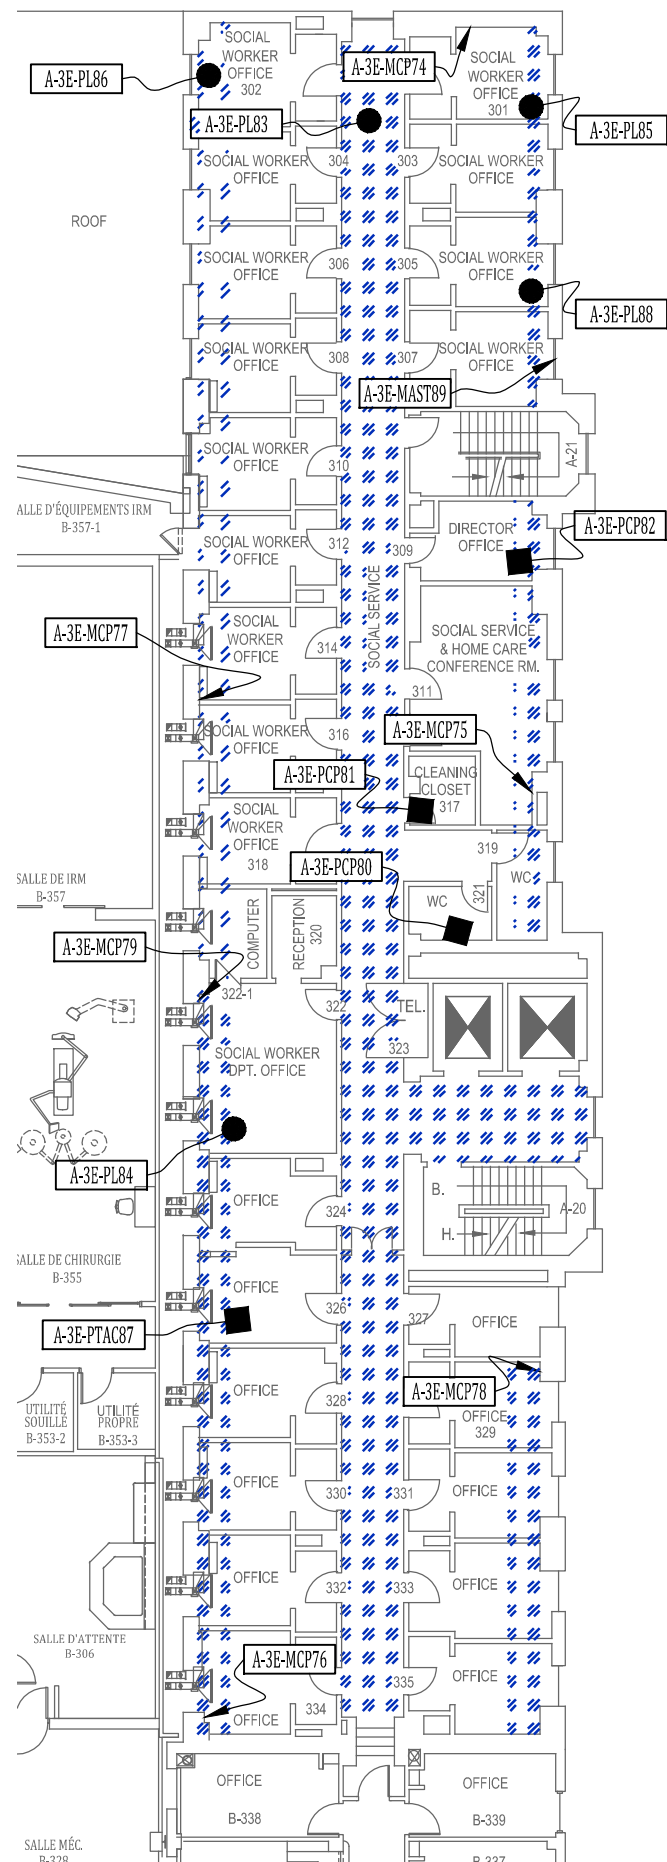 SOCIAL
WORKER
OFFICE
302
A-3E-PL86
A-3E-MCP74
SOCIAL
WORKER
OFFICE
301
A-3E-PL83
A-3E-PL85
SOCIAL WORKER
OFFICE
304
303
SOCIAL WORKER
OFFICE
ROOF
SOCIAL WORKER
OFFICE
306
305
SOCIAL WORKER
OFFICE
A-3E-PL88
SOCIAL WORKER
OFFICE
308
307
SOCIAL WORKER
OFFICE
A-3E-MAST89
SOCIAL WORKER
OFFICE
310
A-21
ALLE D'ÉQUIPEMENTS IRM
B-357-1
SOCIAL WORKER
OFFICE
312
309
DIRECTOR
OFFICE
A-3E-PCP82
SOCIAL SERVICE
A-3E-MCP77
SOCIAL
WORKER
OFFICE
314
SOCIAL SERVICE
& HOME CARE
CONFERENCE RM.
311
SOCIAL WORKER
OFFICE
316
A-3E-MCP75
A-3E-PCP81
CLEANING
CLOSET
317
SOCIAL
WORKER
OFFICE
318
319
A-3E-PCP80
321
WC
WC
SALLE DE IRM
B-357
COMPUTER
RECEPTION
320
A-3E-MCP79
322-1
322
TEL.
323
SOCIAL WORKER
DPT. OFFICE
A-3E-PL84
OFFICE
324
B.
H.
A-20
SALLE DE CHIRURGIE
B-355
OFFICE
326
327
OFFICE
A-3E-PTAC87
A-3E-MCP78
OFFICE
328
OFFICE
329
UTILITÉ
SOUILLÉ
B-353-2
UTILITÉ
PROPRE
B-353-3
OFFICE
330
331
OFFICE
OFFICE
332
333
OFFICE
SALLE D'ATTENTE
B-306
A-3E-MCP76
335
OFFICE
OFFICE
334
OFFICE
B-338
OFFICE
B-339
SALLE MÉC.
B-328
B-337